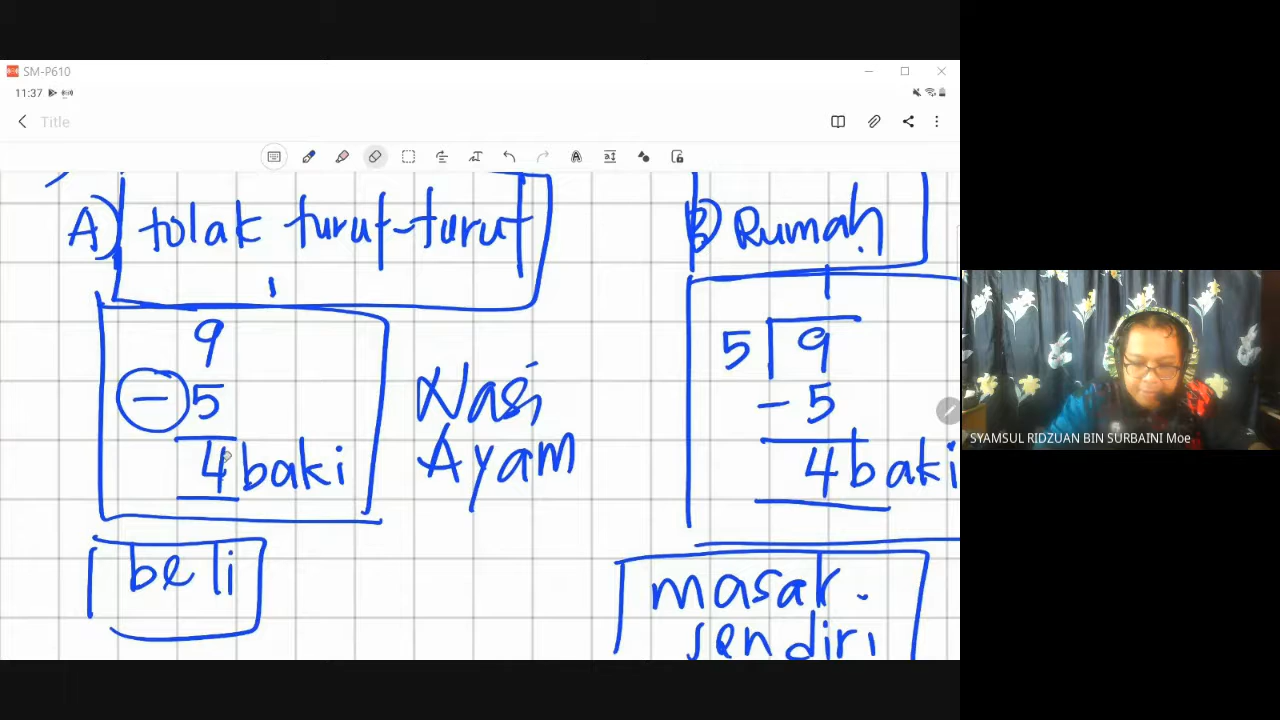 SM-P610
11:37
Title
A) tolak turut-turut
9
- 5
4 baki
beli
Nasi
Ayam
B) Rumah
5 9
- 5
4 baki
masak
sendiri
SYAMSUL RIDZUAN BIN SURBAINI Moe